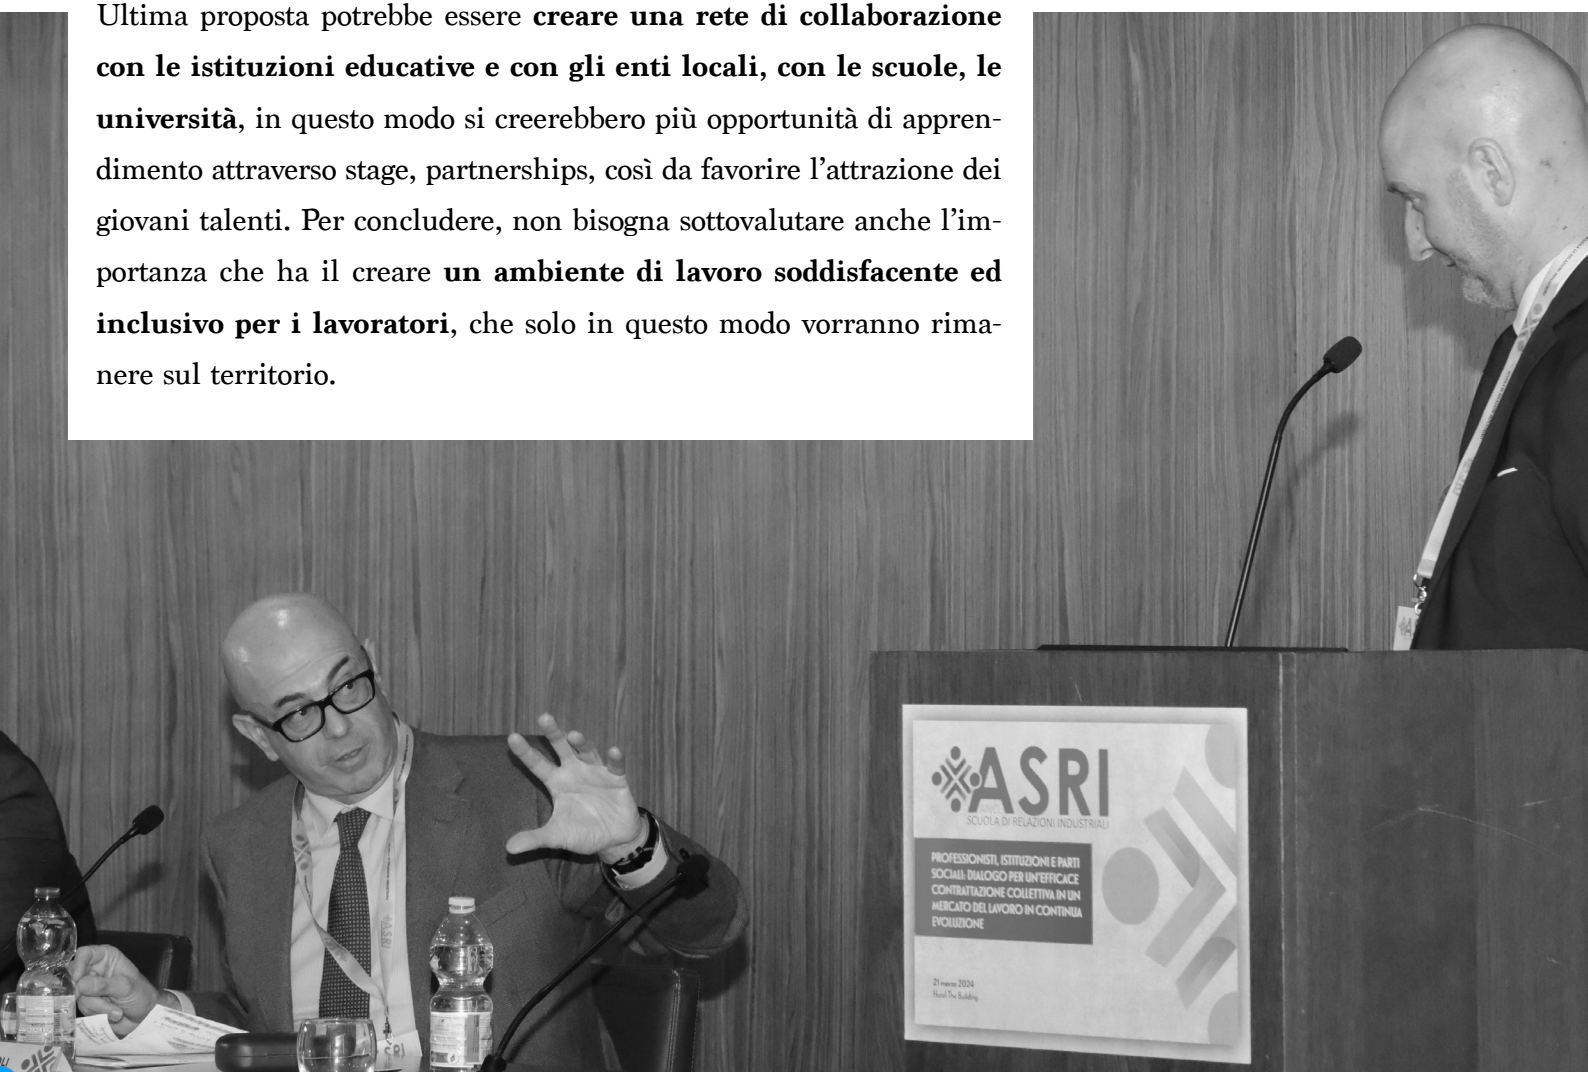 Ultima proposta potrebbe essere creare una rete di collaborazione
con le istituzioni educative e con gli enti locali, con le scuole, le
università, in questo modo si creerebbero più opportunità di appren-
dimento attraverso stage, partnerships, così da favorire l’attrazione dei
giovani talenti. Per concludere, non bisogna sottovalutare anche l’im-
portanza che ha il creare un ambiente di lavoro soddisfacente ed
inclusivo per i lavoratori, che solo in questo modo vorranno rima-
nere sul territorio.
ASRI
SCUOLA DI RELAZIONI INDUSTRIALI
PROFESSIONISTI, ISTITUZIONI E PARTI
SOCIALI: DIALOGO PER UN'EFFICACE
CONTRATTAZIONE COLLETTIVA IN UN
MERCATO DEL LAVORO IN CONTINUA
EVOLUZIONE
21 marzo 2024
Hotel The Building
ASRI